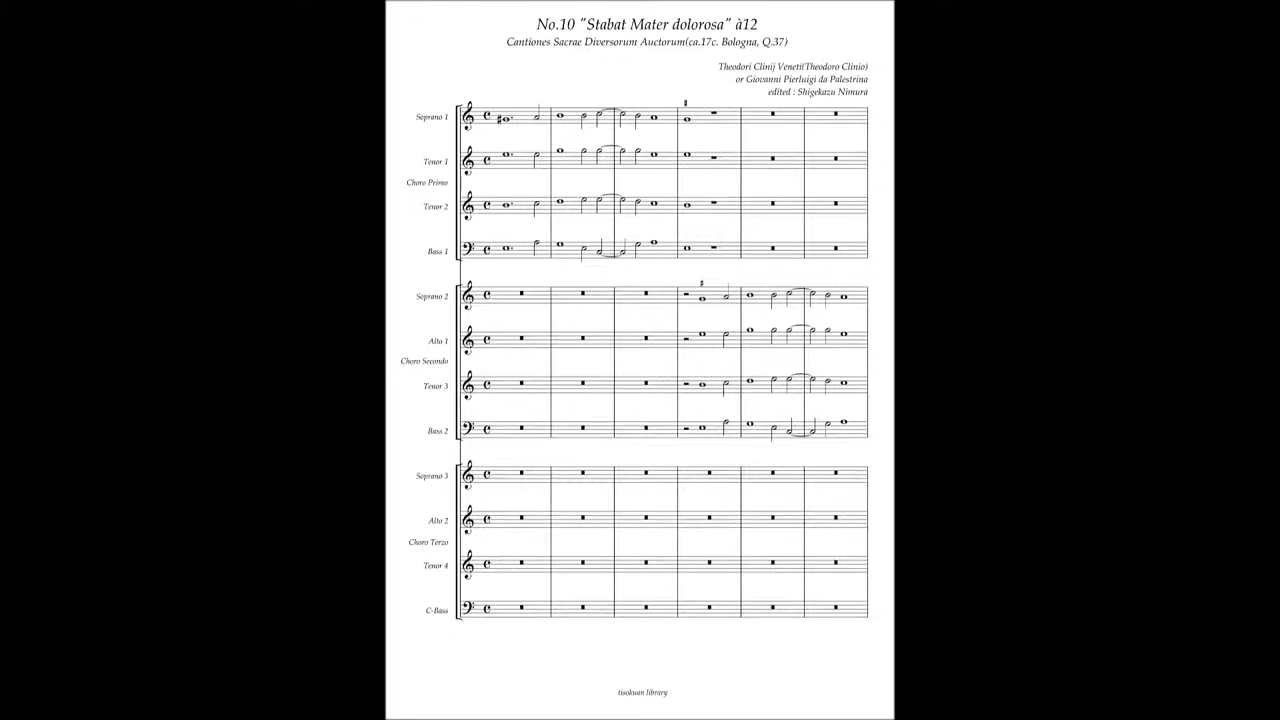 No.10 "Stabat Mater dolorosa" à12
Cantiones Sacrae Diversorum Auctorum(ca.17c. Bologna, Q.37)
Theodori Clinij Veneti(Theodoro Clinio)
or Giovanni Pierluigi da Palestrina
edited : Shigekazu Nimura
Soprano 1
Tenor 1
Choro Primo
Tenor 2
Bass 1
Soprano 2
Alto 1
Choro Secondo
Tenor 3
Bass 2
Soprano 3
Alto 2
Choro Terzo
Tenor 4
C-Bass
tisokuan library